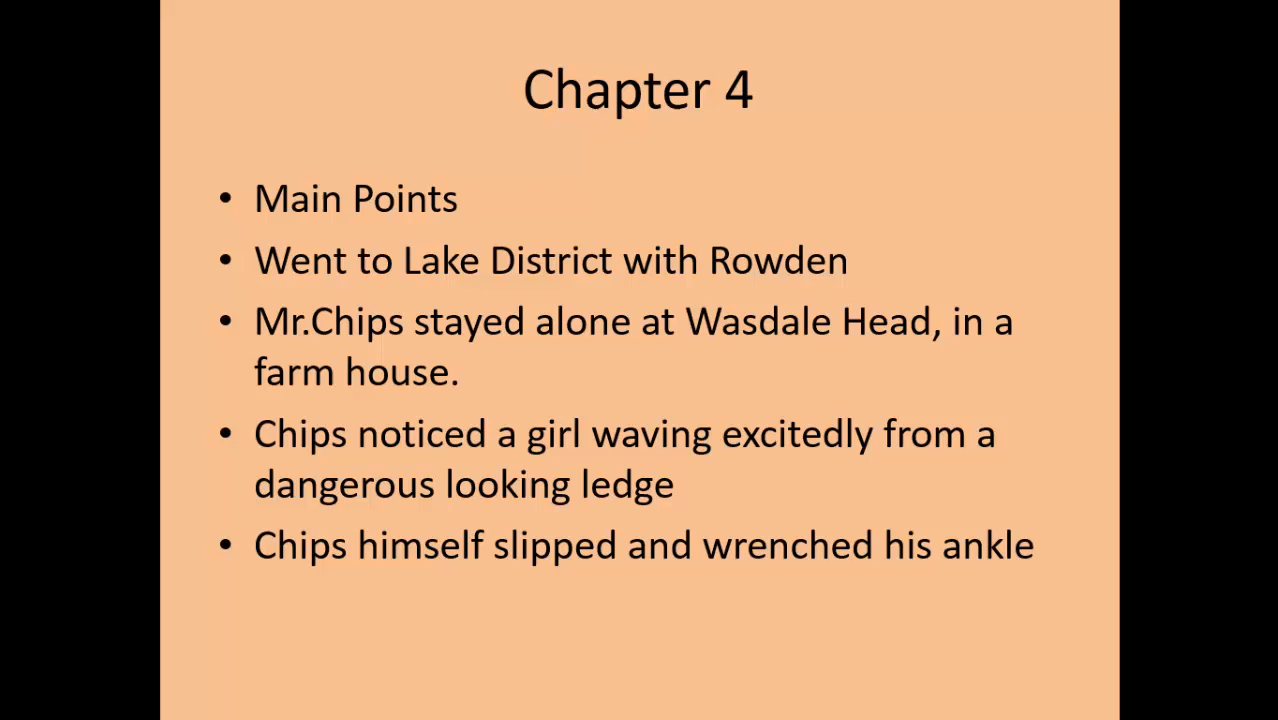 Chapter 4
• Main Points
• Went to Lake District with Rowden
• Mr.Chips stayed alone at Wasdale Head, in a
farm house.
• Chips noticed a girl waving excitedly from a
dangerous looking ledge
• Chips himself slipped and wrenched his ankle